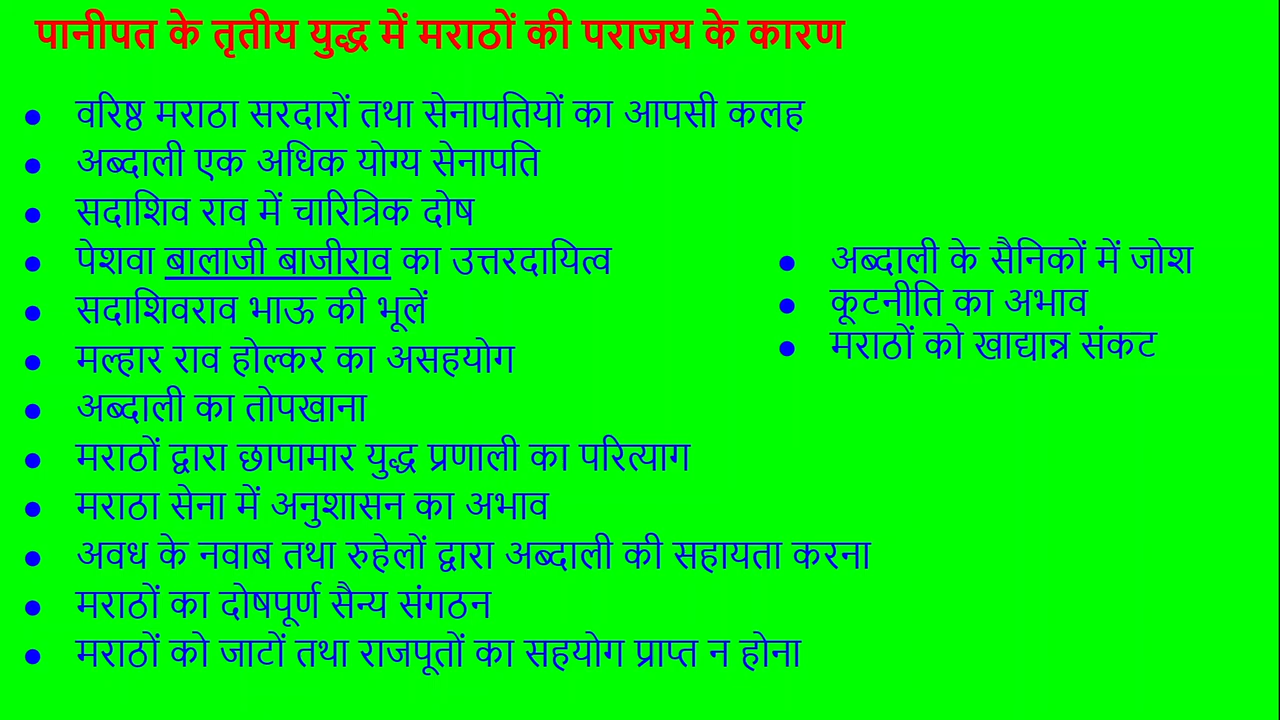 पानीपत के तृतीय युद्ध में मराठों की पराजय के कारण
• वरिष्ठ मराठा सरदारों तथा सेनापतियों का आपसी कलह
• अब्दाली एक अधिक योग्य सेनापति
• सदाशिव राव में चारित्रिक दोष
• पेशवा बालाजी बाजीराव का उत्तरदायित्व
• सदाशिवराव भाऊ की भूलें
• मल्हार राव होल्कर का असहयोग
• अब्दाली का तोपखाना
• मराठों द्वारा छापामार युद्ध प्रणाली का परित्याग
• मराठा सेना में अनुशासन का अभाव
• अवध के नवाब तथा रुहेलों द्वारा अब्दाली की सहायता करना
• मराठों का दोषपूर्ण सैन्य संगठन
• मराठों को जाटों तथा राजपूतों का सहयोग प्राप्त न होना
• अब्दाली के सैनिकों में जोश
• कूटनीति का अभाव
• मराठों को खाद्यान्न संकट